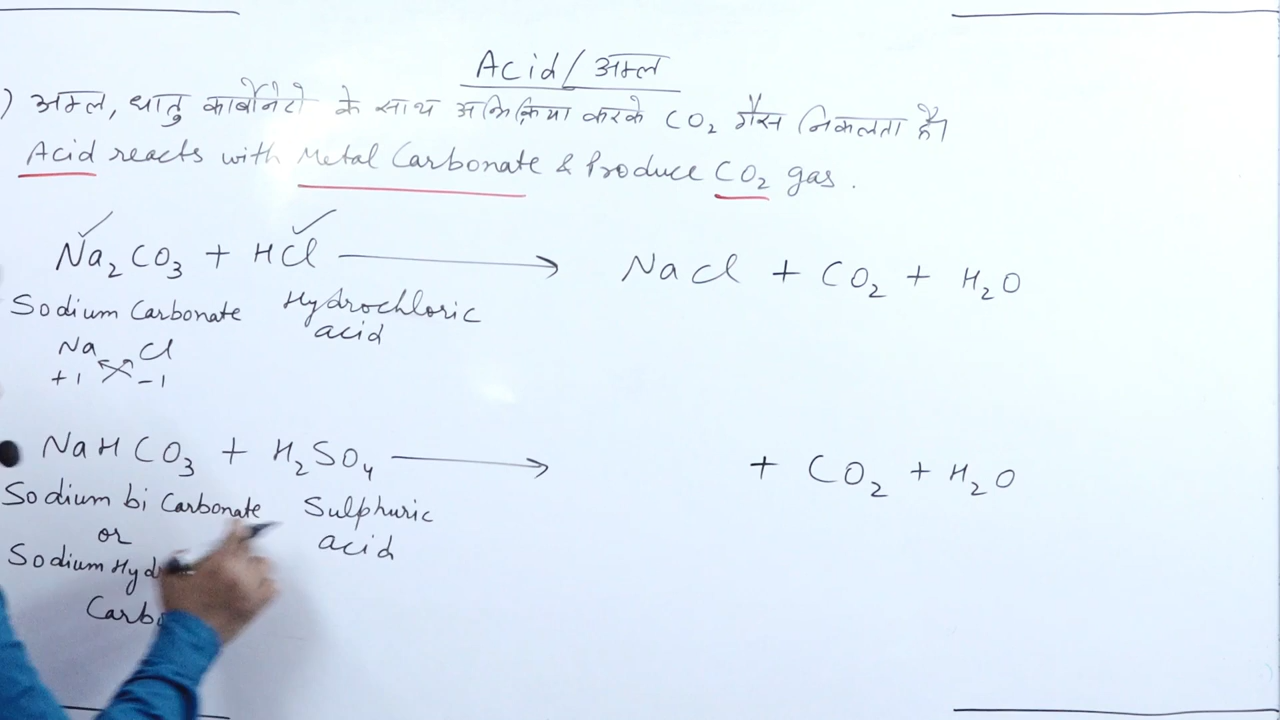 Acid / अम्ल
) अम्ल, धातु कार्बोनेटो के साथ अभिक्रिया करके CO₂ गैस निकलता है।
Acid reacts with Metal Carbonate & Produce CO₂ gas.
Na₂CO₃ + HCl ⟶ NaCl + CO₂ + H₂O
Sodium Carbonate Hydrochloric acid
Na Cl
+1 -1
NaHCO₃ + H₂SO₄ ⟶ + CO₂ + H₂O
Sodium bi Carbonate Sulphuric acid
or
Sodium